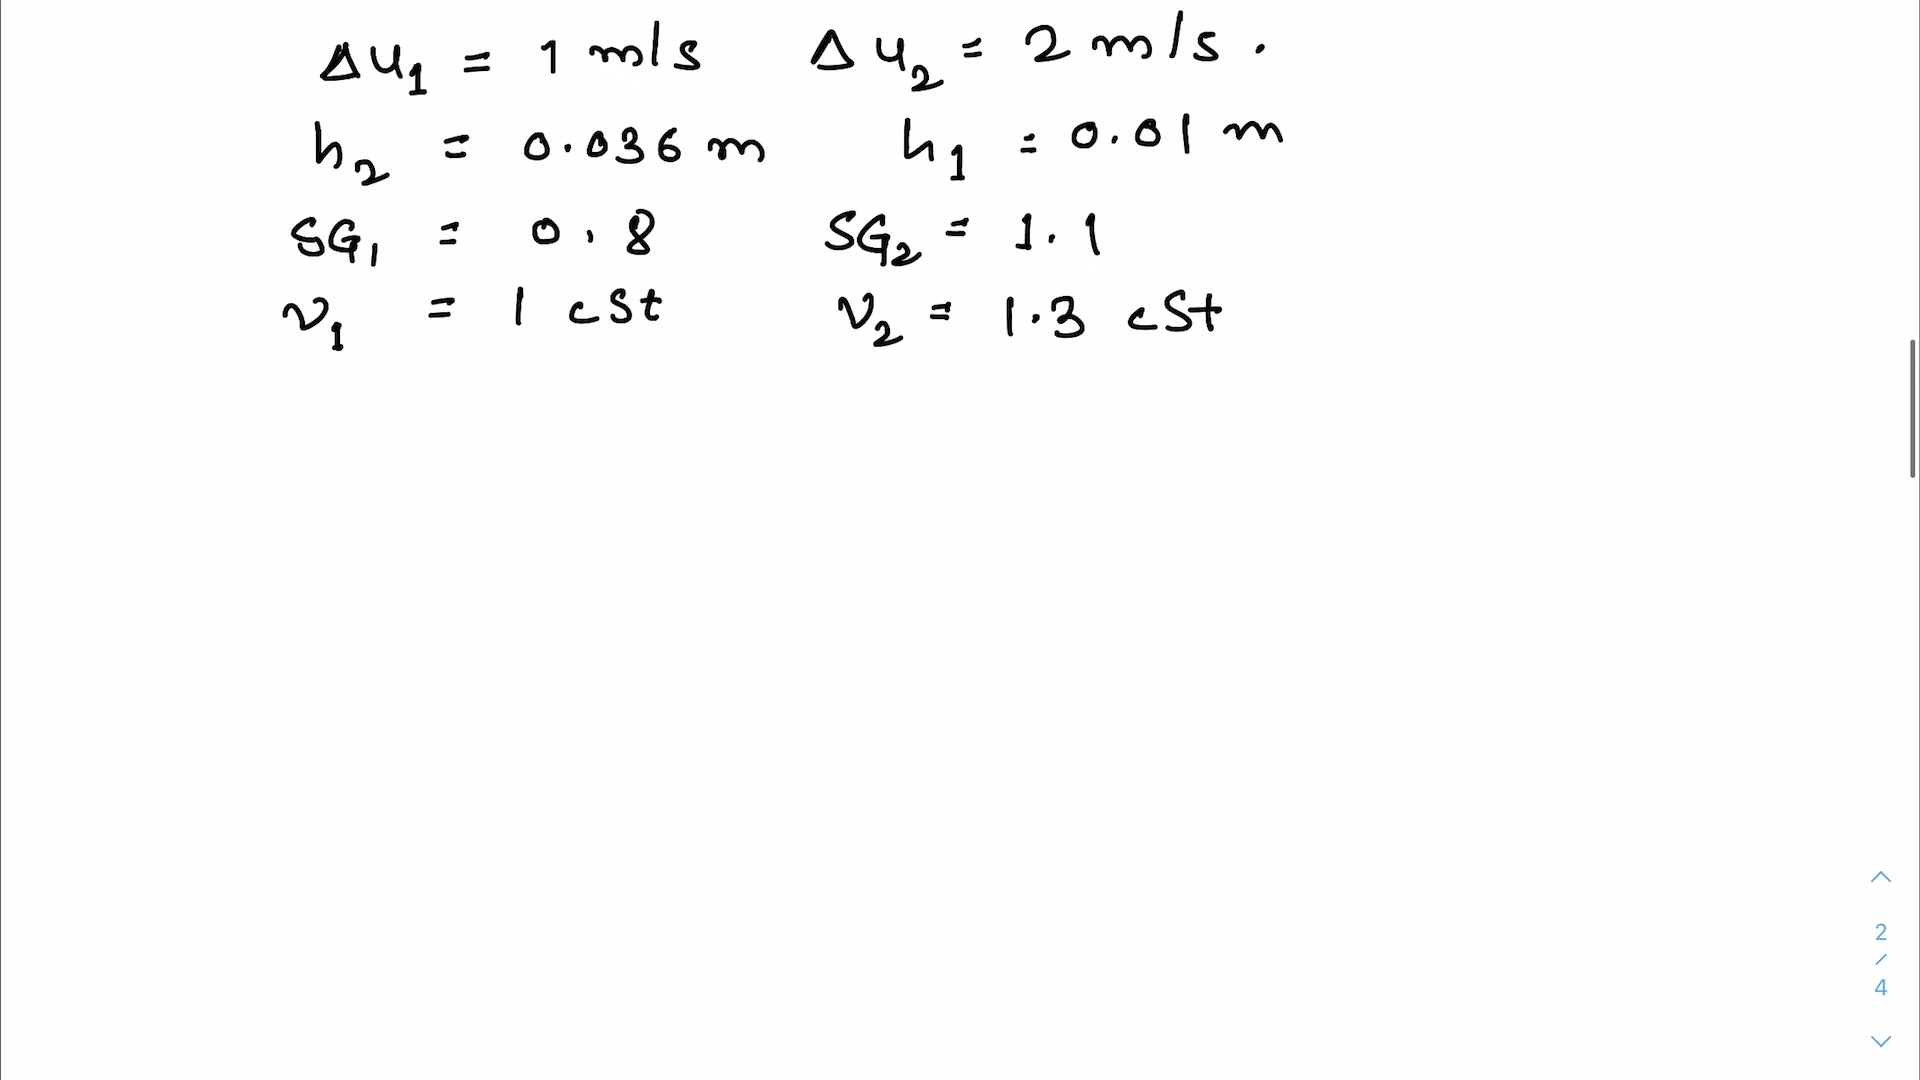 Δu₁ = 1 m/s Δu₂ = 2 m/s.
h₂ = 0.036 m h₁ = 0.01 m
SG₁ = 0.8 SG₂ = 1.1
ν₁ = 1 cSt ν₂ = 1.3 cSt
2
/
4